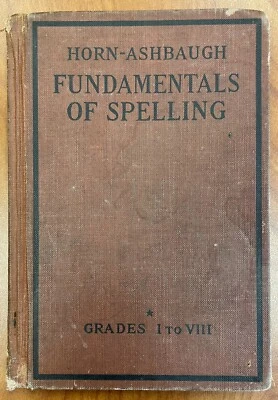 HORN-ASHBAUGH
FUNDAMENTALS
OF SPELLING
*
GRADES I TO VIII